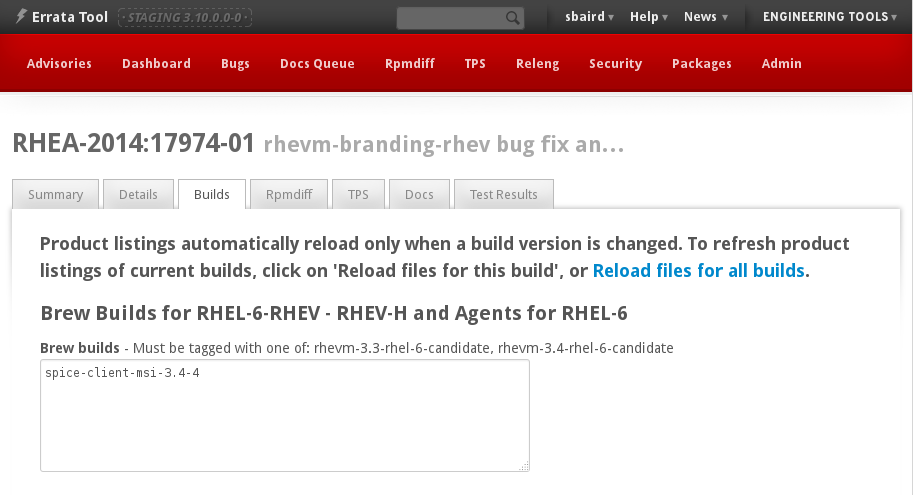 Errata Tool · STAGING 3.10.0.0-0 · sbaird ▾ Help ▾ News ▾ ENGINEERING TOOLS ▾
Advisories Dashboard Bugs Docs Queue Rpmdiff TPS Releng Security Packages Admin
RHEA-2014:17974-01 rhevm-branding-rhev bug fix an...
Summary Details Builds Rpmdiff TPS Docs Test Results
Product listings automatically reload only when a build version is changed. To refresh product
listings of current builds, click on 'Reload files for this build', or Reload files for all builds.
Brew Builds for RHEL-6-RHEV - RHEV-H and Agents for RHEL-6
Brew builds - Must be tagged with one of: rhevm-3.3-rhel-6-candidate, rhevm-3.4-rhel-6-candidate
spice-client-msi-3.4-4